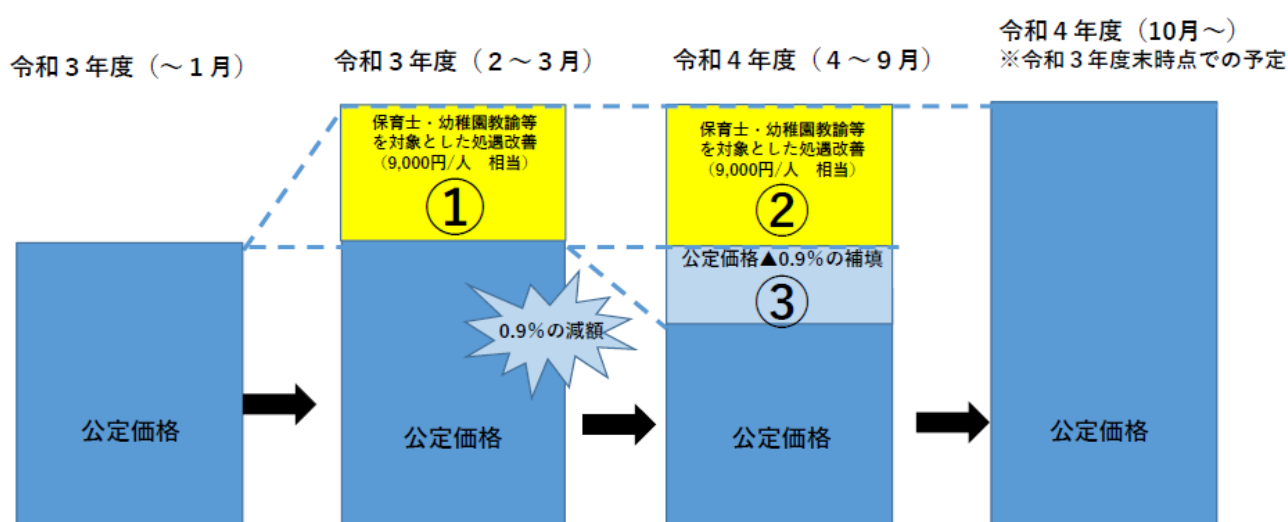 令和３年度（～１月）
令和３年度（２～３月）
令和４年度（４～９月）
令和４年度（10月～）
※令和３年度末時点での予定
保育士・幼稚園教諭等
を対象とした処遇改善
（9,000円/人　相当）
①
保育士・幼稚園教諭等
を対象とした処遇改善
（9,000円/人　相当）
②
公定価格▲0.9％の補填
③
0.9％の減額
公定価格
公定価格
公定価格
公定価格